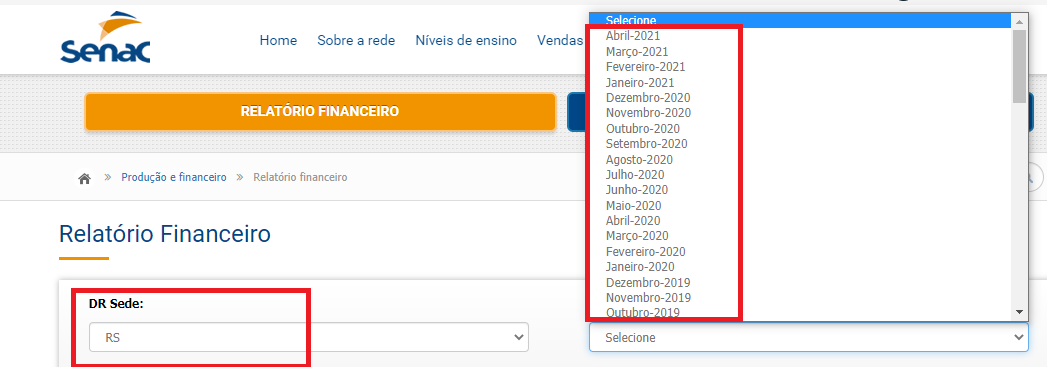 senac
Home Sobre a rede Níveis de ensino Vendas
RELATÓRIO FINANCEIRO
» Produção e financeiro » Relatório financeiro
Relatório Financeiro
DR Sede:
RS
Selecione
Abril-2021
Março-2021
Fevereiro-2021
Janeiro-2021
Dezembro-2020
Novembro-2020
Outubro-2020
Setembro-2020
Agosto-2020
Julho-2020
Junho-2020
Maio-2020
Abril-2020
Março-2020
Fevereiro-2020
Janeiro-2020
Dezembro-2019
Novembro-2019
Outubro-2019
Selecione